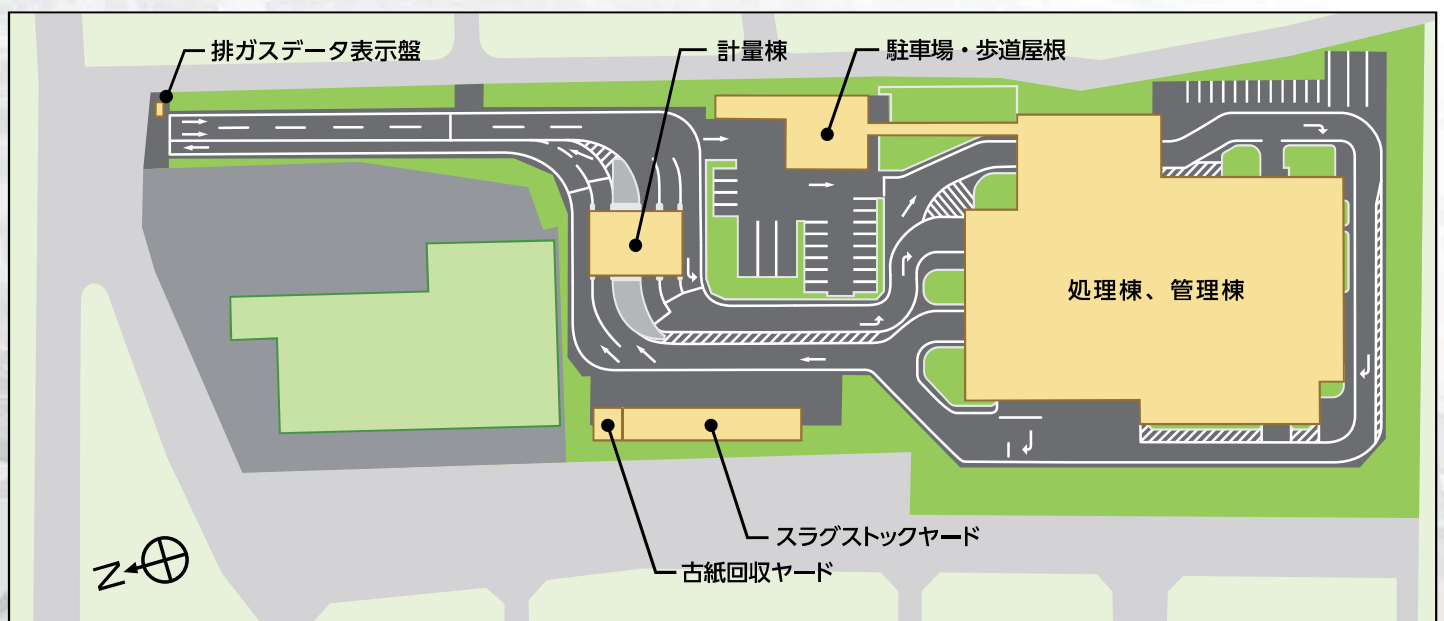 排ガスデータ表示盤
計量棟
駐車場・歩道屋根
処理棟、管理棟
スラグストックヤード
古紙回収ヤード
N